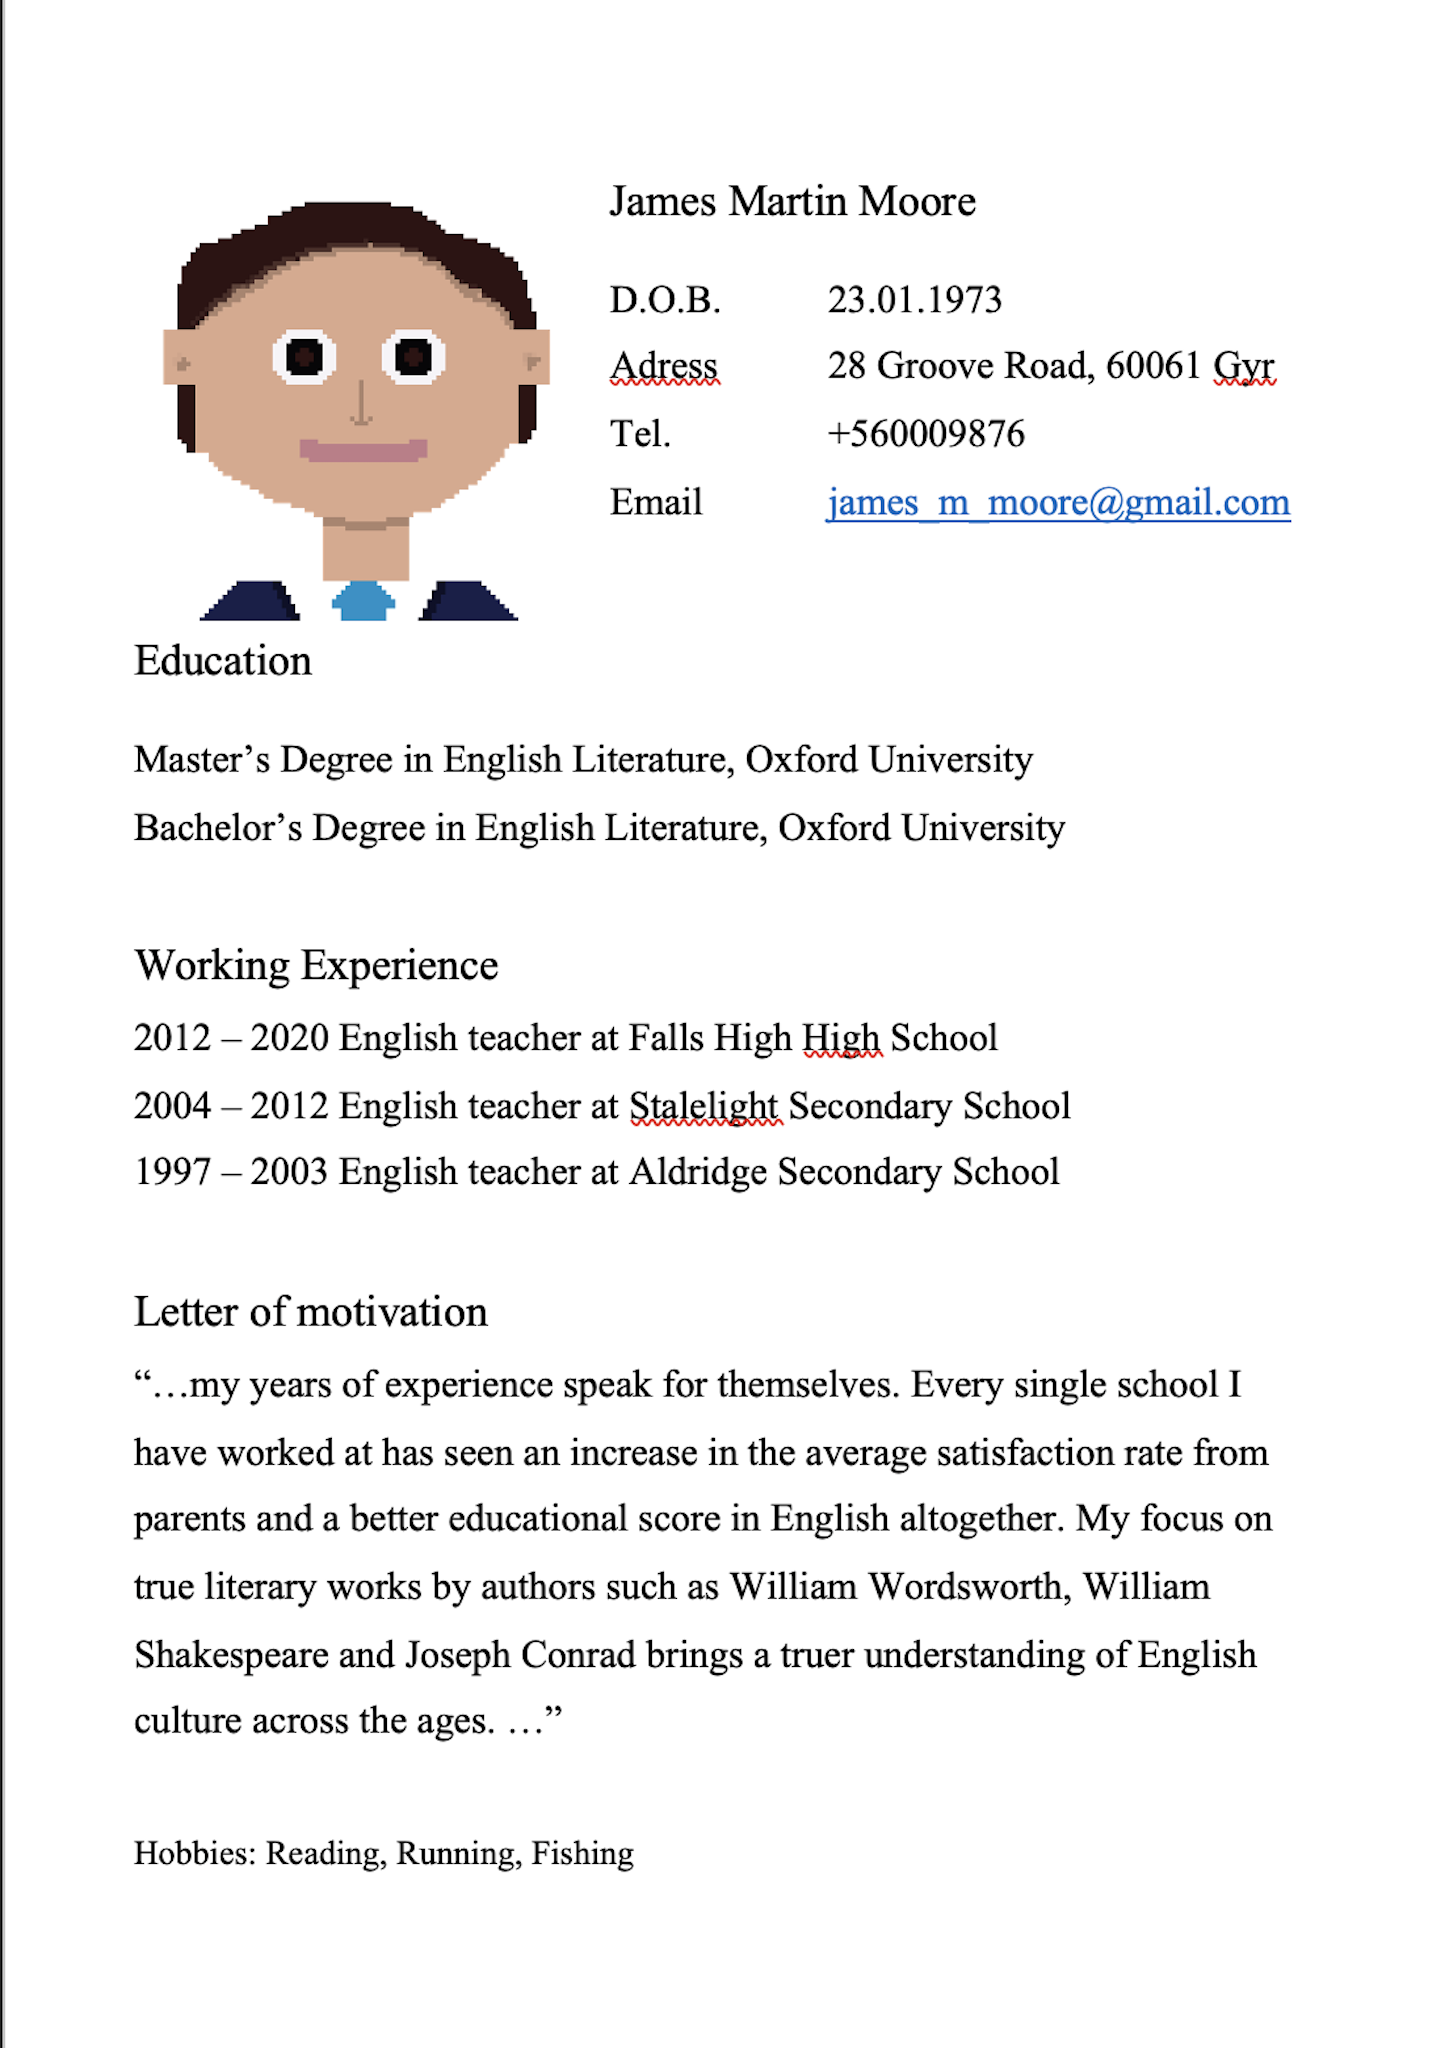 James Martin Moore
D.O.B. 23.01.1973
Adress 28 Groove Road, 60061 Gyr
Tel. +560009876
Email james_m_moore@gmail.com
Education
Master’s Degree in English Literature, Oxford University
Bachelor’s Degree in English Literature, Oxford University
Working Experience
2012 – 2020 English teacher at Falls High High School
2004 – 2012 English teacher at Stalelight Secondary School
1997 – 2003 English teacher at Aldridge Secondary School
Letter of motivation
“…my years of experience speak for themselves. Every single school I
have worked at has seen an increase in the average satisfaction rate from
parents and a better educational score in English altogether. My focus on
true literary works by authors such as William Wordsworth, William
Shakespeare and Joseph Conrad brings a truer understanding of English
culture across the ages. …”
Hobbies: Reading, Running, Fishing